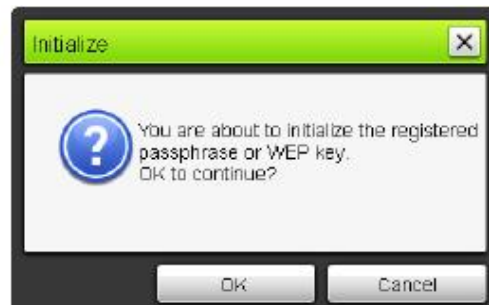 Initialize
You are about to initialize the registered
passphrase or WEP key.
OK to continue?
OK
Cancel